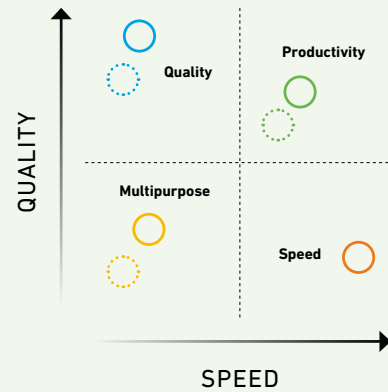 Productivity
Quality
QUALITY
Multipurpose
Speed
SPEED